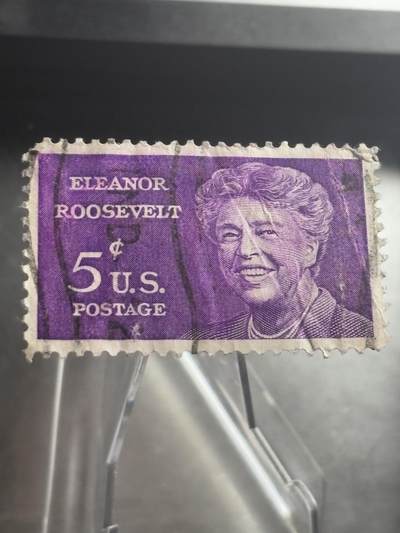 ELEANOR
ROOSEVELT
5¢ U.S.
POSTAGE